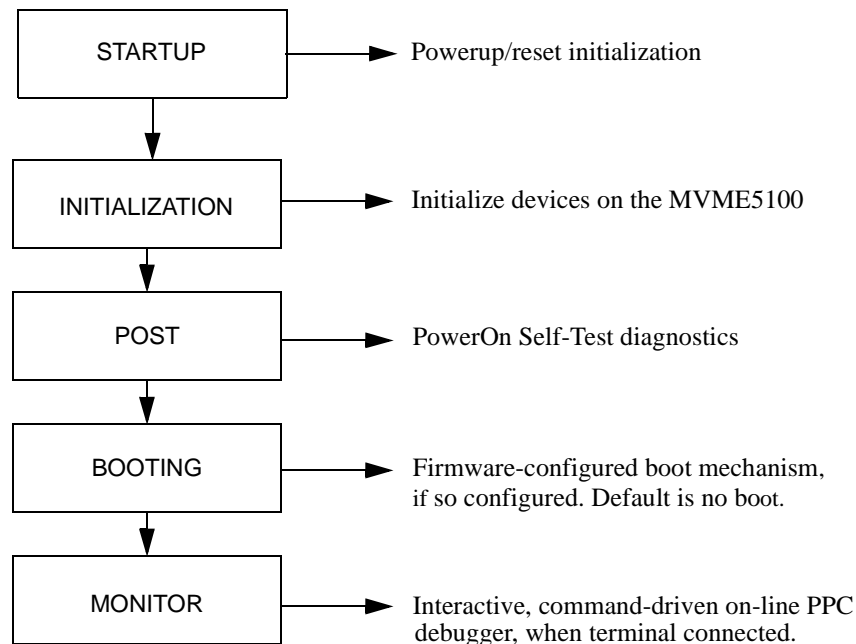 STARTUP
Powerup/reset initialization
INITIALIZATION
Initialize devices on the MVME5100
POST
PowerOn Self-Test diagnostics
BOOTING
Firmware-configured boot mechanism,
if so configured. Default is no boot.
MONITOR
Interactive, command-driven on-line PPC
debugger, when terminal connected.